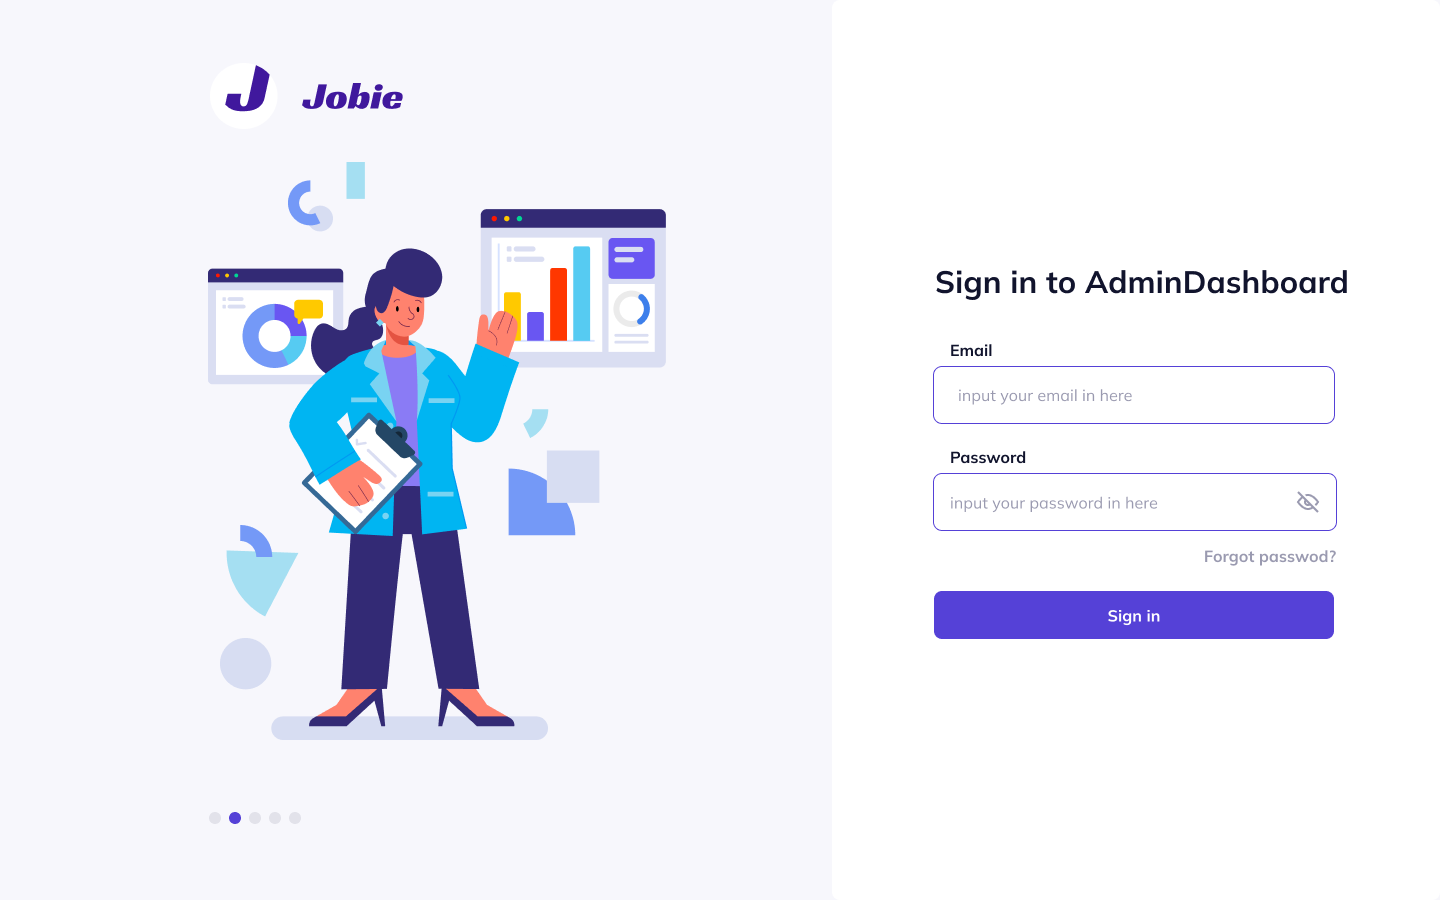 J Jobie
Sign in to AdminDashboard
Email
input your email in here
Password
input your password in here
Forgot passwod?
Sign in